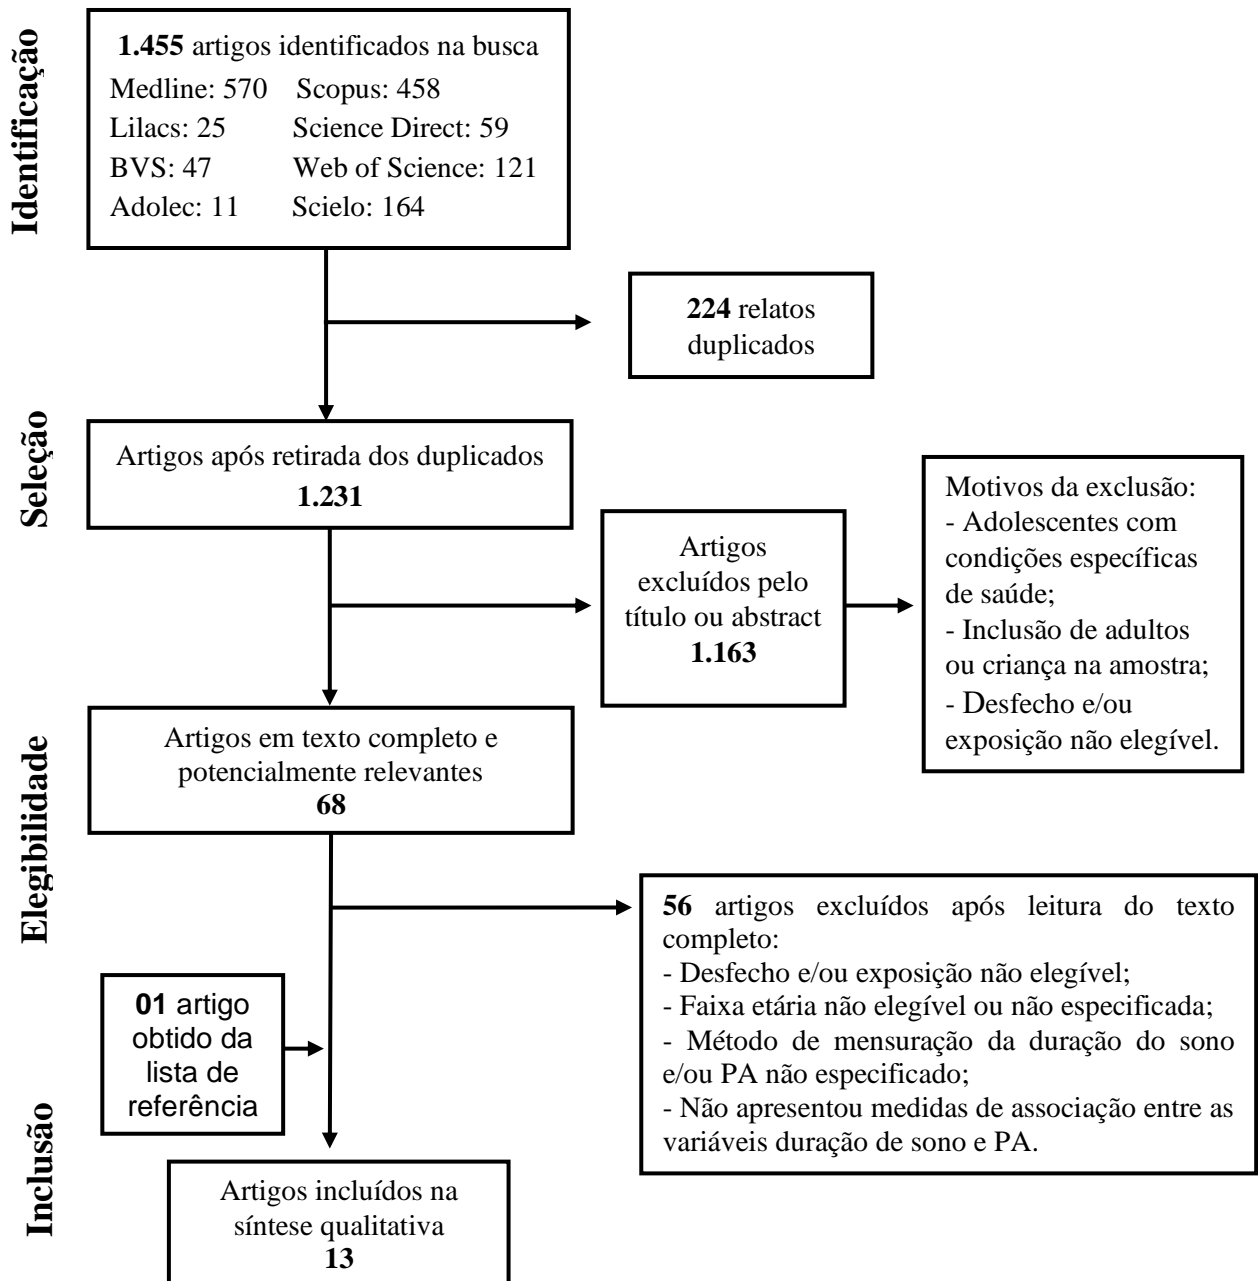 Identificação
1.455 artigos identificados na busca
Medline: 570 Scopus: 458
Lilacs: 25 Science Direct: 59
BVS: 47 Web of Science: 121
Adolec: 11 Scielo: 164
224 relatos
duplicados
Seleção
Artigos após retirada dos duplicados
1.231
Artigos
excluídos pelo
título ou abstract
1.163
Motivos da exclusão:
- Adolescentes com
condições específicas
de saúde;
- Inclusão de adultos
ou criança na amostra;
- Desfecho e/ou
exposição não elegível.
Elegibilidade
Artigos em texto completo e
potencialmente relevantes
68
56 artigos excluídos após leitura do texto
completo:
- Desfecho e/ou exposição não elegível;
- Faixa etária não elegível ou não especificada;
- Método de mensuração da duração do sono
e/ou PA não especificado;
- Não apresentou medidas de associação entre as
variáveis duração de sono e PA.
01 artigo
obtido da
lista de
referência
Inclusão
Artigos incluídos na
síntese qualitativa
13